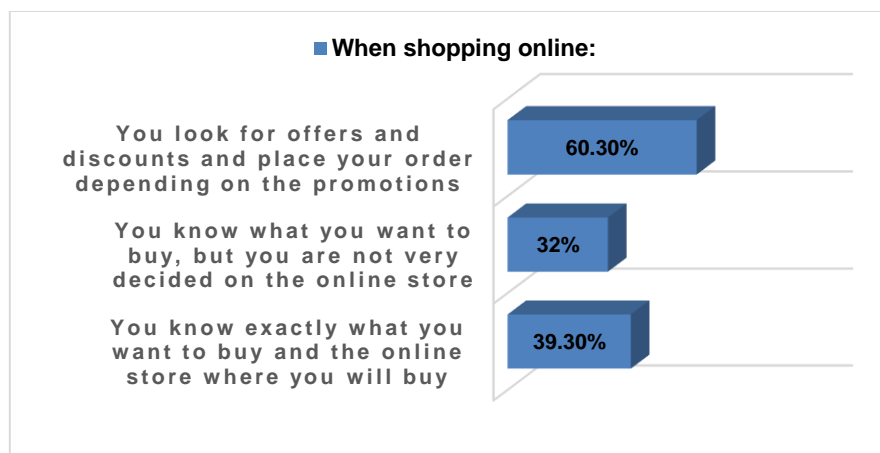 When shopping online:
You look for offers and
discounts and place your order
depending on the promotions
60.30%
You know what you want to
buy, but you are not very
decided on the online store
32%
You know exactly what you
want to buy and the online
store where you will buy
39.30%